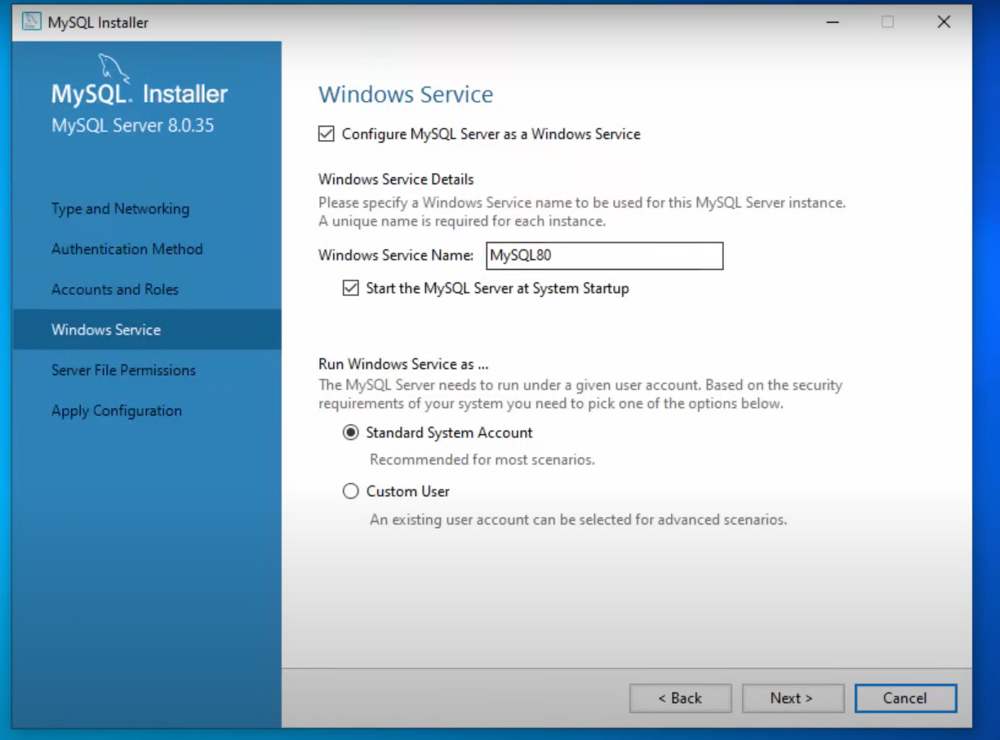 MySQL Installer
MySQL. Installer
MySQL Server 8.0.35
Type and Networking
Authentication Method
Accounts and Roles
Windows Service
Server File Permissions
Apply Configuration
Windows Service
Configure MySQL Server as a Windows Service
Windows Service Details
Please specify a Windows Service name to be used for this MySQL Server instance.
A unique name is required for each instance.
Windows Service Name: MySQL80
Start the MySQL Server at System Startup
Run Windows Service as ...
The MySQL Server needs to run under a given user account. Based on the security
requirements of your system you need to pick one of the options below.
Standard System Account
Recommended for most scenarios.
Custom User
An existing user account can be selected for advanced scenarios.
< Back Next > Cancel